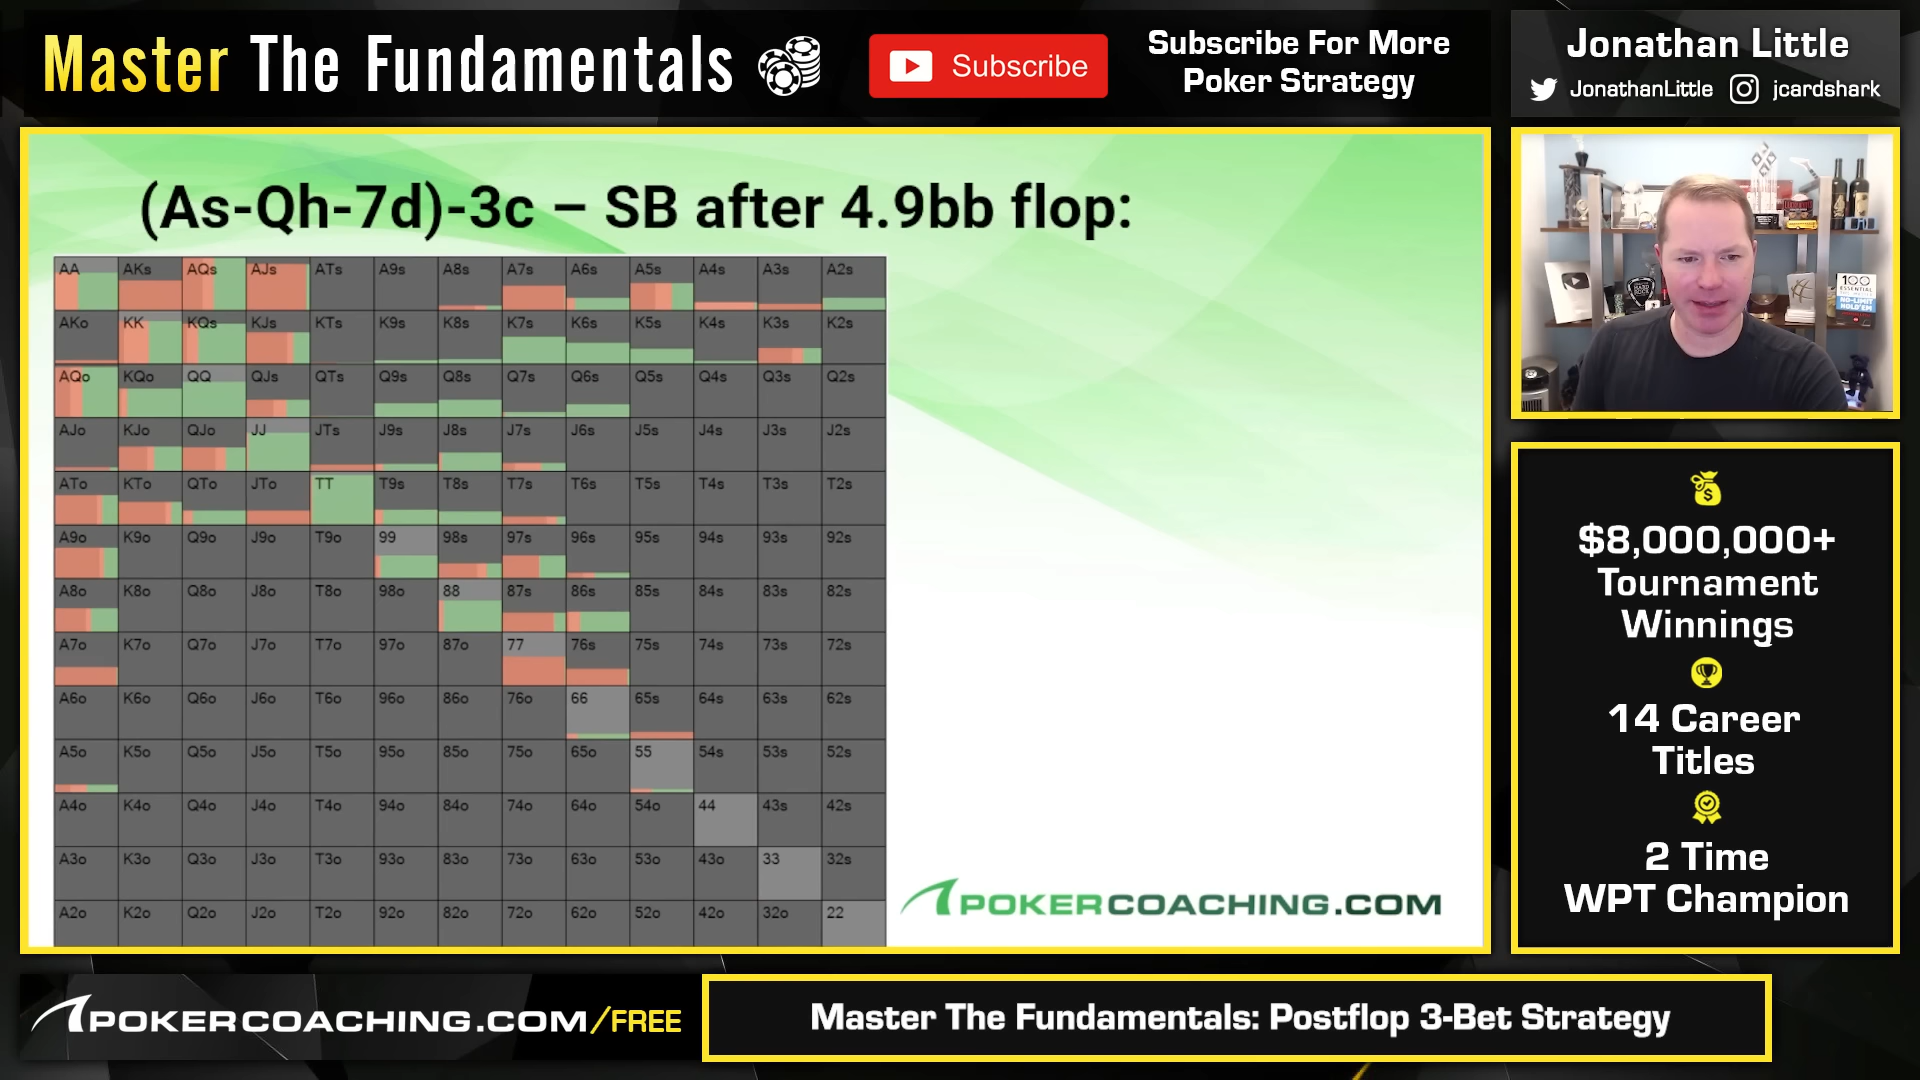 Master The Fundamentals
Subscribe
Subscribe For More
Poker Strategy
Jonathan Little
JonathanLittle jcardshark
(As-Qh-7d)-3c – SB after 4.9bb flop:
AA AKs AQs AJs ATs A9s A8s A7s A6s A5s A4s A3s A2s
AKo KK KQs KJs KTs K9s K8s K7s K6s K5s K4s K3s K2s
AQo KQo QQ QJs QTs Q9s Q8s Q7s Q6s Q5s Q4s Q3s Q2s
AJo KJo QJo JJ JTs J9s J8s J7s J6s J5s J4s J3s J2s
ATo KTo QTo JTo TT T9s T8s T7s T6s T5s T4s T3s T2s
A9o K9o Q9o J9o T9o 99 98s 97s 96s 95s 94s 93s 92s
A8o K8o Q8o J8o T8o 98o 88 87s 86s 85s 84s 83s 82s
A7o K7o Q7o J7o T7o 97o 87o 77 76s 75s 74s 73s 72s
A6o K6o Q6o J6o T6o 96o 86o 76o 66 65s 64s 63s 62s
A5o K5o Q5o J5o T5o 95o 85o 75o 65o 55 54s 53s 52s
A4o K4o Q4o J4o T4o 94o 84o 74o 64o 54o 44 43s 42s
A3o K3o Q3o J3o T3o 93o 83o 73o 63o 53o 43o 33 32s
A2o K2o Q2o J2o T2o 92o 82o 72o 62o 52o 42o 32o 22
POKERCOACHING.COM
100
ESSENTIAL
NO-LIMIT
HOLD'EM
$8,000,000+
Tournament
Winnings
14 Career
Titles
2 Time
WPT Champion
POKERCOACHING.COM/FREE
Master The Fundamentals: Postflop 3-Bet Strategy